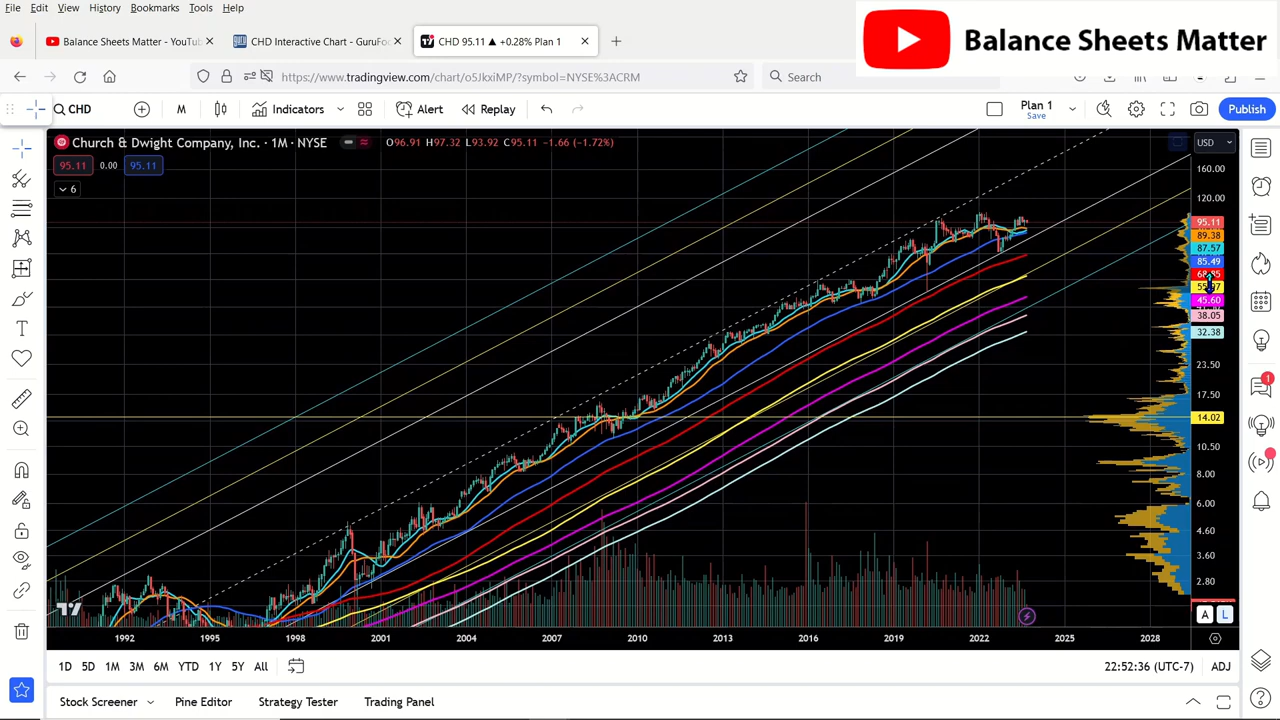 File Edit View History Bookmarks Tools Help
Balance Sheets Matter
Balance Sheets Matter - YouTu
CHD Interactive Chart - GuruFoc
CHD 95.11 ▲ +0.28% Plan 1
https://www.tradingview.com/chart/o5JkxiMP/?symbol=NYSE%3ACRM
Search
CHD
M
Indicators
Alert
Replay
Plan 1
Save
Publish
Church & Dwight Company, Inc. · 1M · NYSE
O96.91 H97.32 L93.92 C95.11 −1.66 (−1.72%)
USD
95.11 0.00 95.11
6
160.00
120.00
95.11
89.38
87.57
85.49
45.60
38.05
32.38
23.50
17.50
14.02
10.50
8.00
6.00
4.60
3.60
2.80
A L
1992 1995 1998 2001 2004 2007 2010 2013 2016 2019 2022 2025 2028
1D 5D 1M 3M 6M YTD 1Y 5Y All
22:52:36 (UTC-7) ADJ
Stock Screener Pine Editor Strategy Tester Trading Panel
1